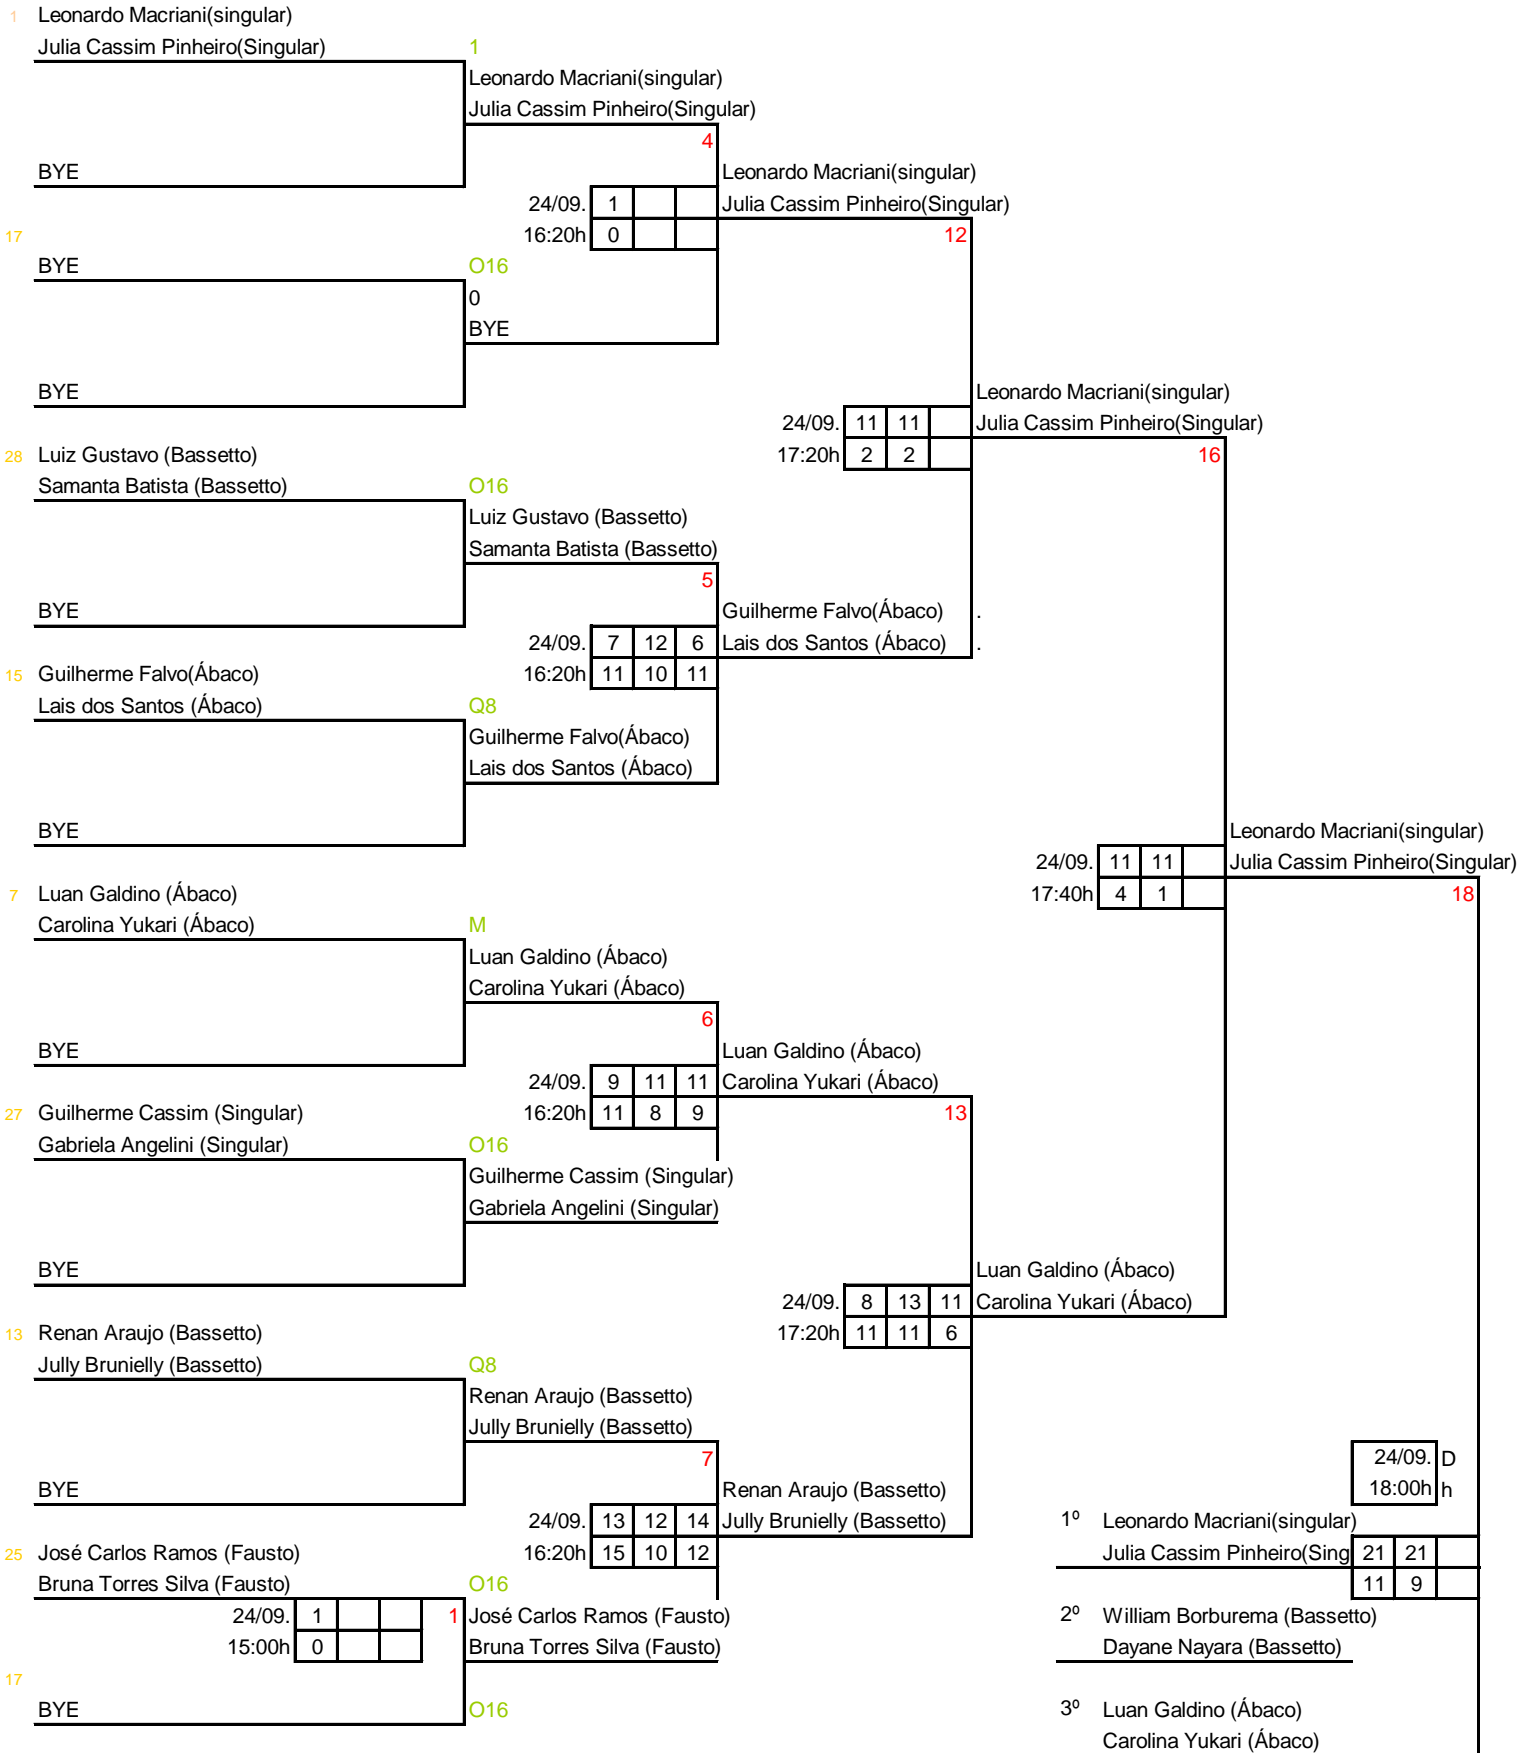 1 Leonardo Macriani(singular)
Julia Cassim Pinheiro(Singular) 1
Leonardo Macriani(singular)
Julia Cassim Pinheiro(Singular)
4
BYE Leonardo Macriani(singular)
24/09. 1 Julia Cassim Pinheiro(Singular)
17 16:20h 0 12
BYE O16
0
BYE
BYE Leonardo Macriani(singular)
24/09. 11 11 Julia Cassim Pinheiro(Singular)
28 Luiz Gustavo (Bassetto) 17:20h 2 2 16
Samanta Batista (Bassetto) O16
Luiz Gustavo (Bassetto)
Samanta Batista (Bassetto)
5
BYE Guilherme Falvo(Ábaco) .
24/09. 7 12 6 Lais dos Santos (Ábaco) .
15 Guilherme Falvo(Ábaco) 16:20h 11 10 11
Lais dos Santos (Ábaco) Q8
Guilherme Falvo(Ábaco)
Lais dos Santos (Ábaco)
BYE Leonardo Macriani(singular)
24/09. 11 11 Julia Cassim Pinheiro(Singular)
7 Luan Galdino (Ábaco) 17:40h 4 1 18
Carolina Yukari (Ábaco) M
Luan Galdino (Ábaco)
Carolina Yukari (Ábaco)
6
BYE Luan Galdino (Ábaco)
24/09. 9 11 11 Carolina Yukari (Ábaco)
27 Guilherme Cassim (Singular) 16:20h 11 8 9 13
Gabriela Angelini (Singular) O16
Guilherme Cassim (Singular)
Gabriela Angelini (Singular)
BYE Luan Galdino (Ábaco)
24/09. 8 13 11 Carolina Yukari (Ábaco)
13 Renan Araujo (Bassetto) 17:20h 11 11 6
Jully Brunielly (Bassetto) Q8
Renan Araujo (Bassetto)
Jully Brunielly (Bassetto)
7 24/09. D
BYE Renan Araujo (Bassetto) 18:00h h
24/09. 13 12 14 Jully Brunielly (Bassetto) 1º Leonardo Macriani(singular)
25 José Carlos Ramos (Fausto) 16:20h 15 10 12 Julia Cassim Pinheiro(Sing 21 21
Bruna Torres Silva (Fausto) O16 11 9
24/09. 1 1 José Carlos Ramos (Fausto) 2º William Borburema (Bassetto)
15:00h 0 Bruna Torres Silva (Fausto) Dayane Nayara (Bassetto)
17
BYE O16 3º Luan Galdino (Ábaco)
Carolina Yukari (Ábaco)